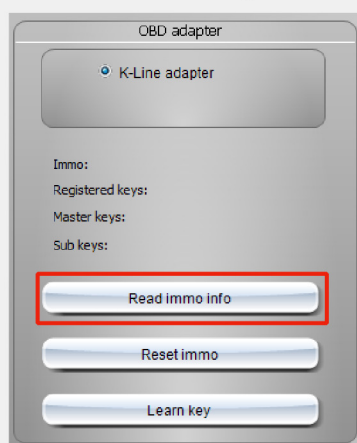 OBD adapter
K-Line adapter
Immo:
Registered keys:
Master keys:
Sub keys:
Read immo info
Reset immo
Learn key